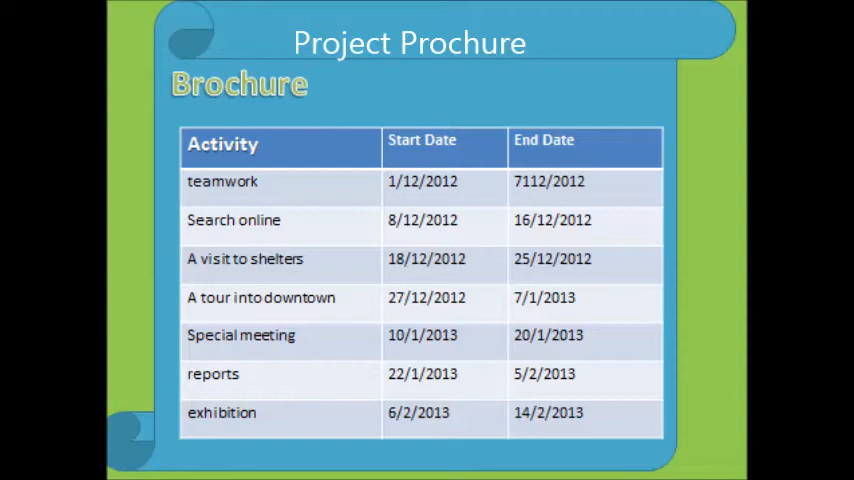 Project Prochure
Brochure
Activity Start Date End Date
teamwork 1/12/2012 7112/2012
Search online 8/12/2012 16/12/2012
A visit to shelters 18/12/2012 25/12/2012
A tour into downtown 27/12/2012 7/1/2013
Special meeting 10/1/2013 20/1/2013
reports 22/1/2013 5/2/2013
exhibition 6/2/2013 14/2/2013